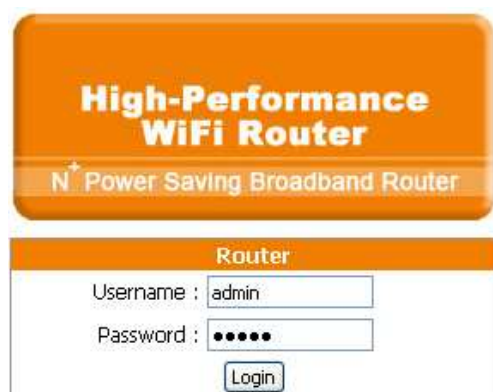 High-Performance
WiFi Router
N+ Power Saving Broadband Router
Router
Username : admin
Password : •••••
Login